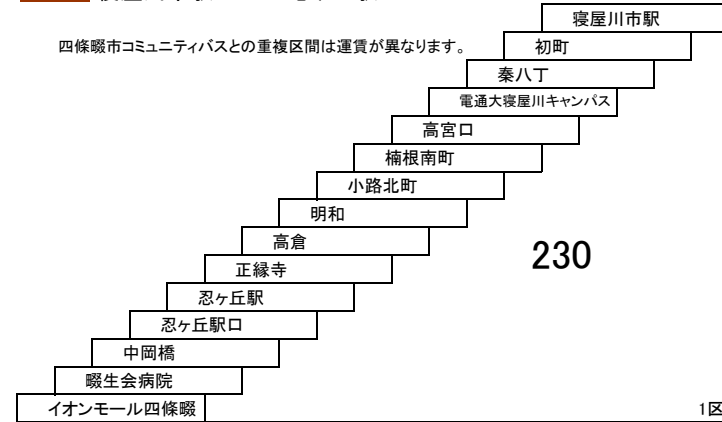 寝屋川市駅
四條畷市コミュニティバスとの重複区間は運賃が異なります。
初町
秦八丁
電通大寝屋川キャンパス
高宮口
楠根南町
小路北町
明和
高倉
230
正縁寺
忍ヶ丘駅
忍ヶ丘駅口
中岡橋
畷生会病院
イオンモール四條畷
1区